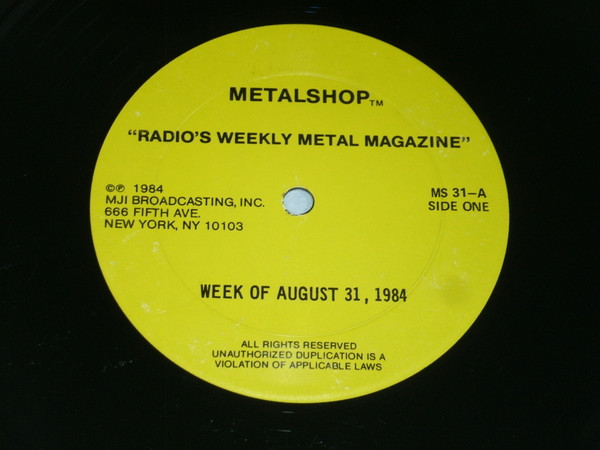 METALSHOP™
"RADIO'S WEEKLY METAL MAGAZINE"
©℗ 1984
MJI BROADCASTING, INC.
666 FIFTH AVE.
NEW YORK, NY 10103
MS 31–A
SIDE ONE
WEEK OF AUGUST 31, 1984
ALL RIGHTS RESERVED
UNAUTHORIZED DUPLICATION IS A
VIOLATION OF APPLICABLE LAWS